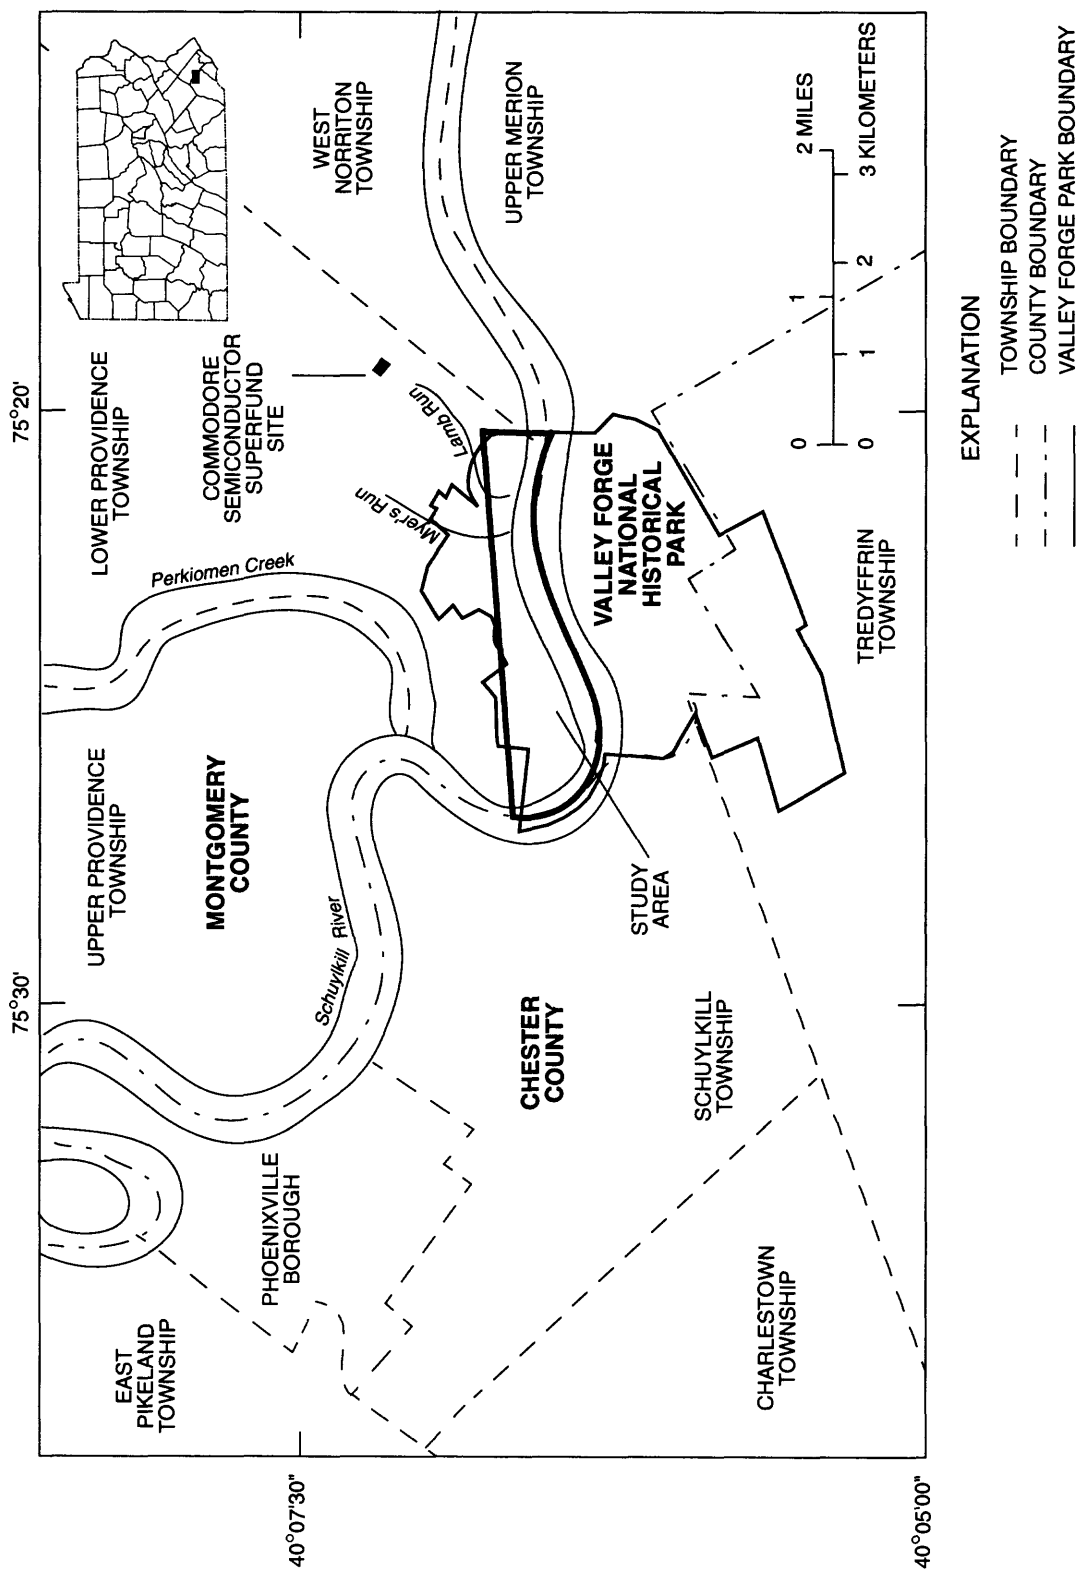 75°30'
75°20'
40°07'30"
40°05'00"
EAST
PIKELAND
TOWNSHIP
UPPER PROVIDENCE
TOWNSHIP
LOWER PROVIDENCE
TOWNSHIP
Perkiomen Creek
COMMODORE
SEMICONDUCTOR
SUPERFUND
SITE
MONTGOMERY
COUNTY
PHOENIXVILLE
BOROUGH
Schuylkill River
WEST
NORRITON
TOWNSHIP
Myer's Run
Lamb Run
UPPER MERION
TOWNSHIP
CHESTER
COUNTY
VALLEY FORGE
NATIONAL
HISTORICAL
PARK
STUDY
AREA
SCHUYLKILL
TOWNSHIP
CHARLESTOWN
TOWNSHIP
TREDYFFRIN
TOWNSHIP
0 1 2 MILES
0 1 2 3 KILOMETERS
EXPLANATION
TOWNSHIP BOUNDARY
COUNTY BOUNDARY
VALLEY FORGE PARK BOUNDARY